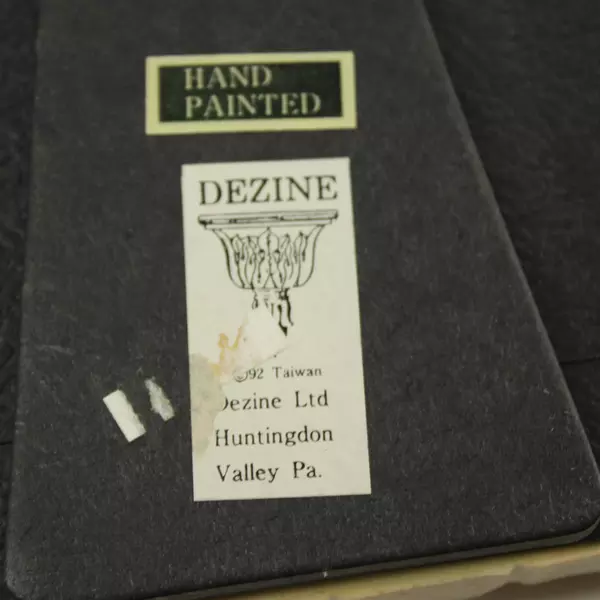 HAND
PAINTED
DEZINE
©92 Taiwan
Dezine Ltd
Huntingdon
Valley Pa.